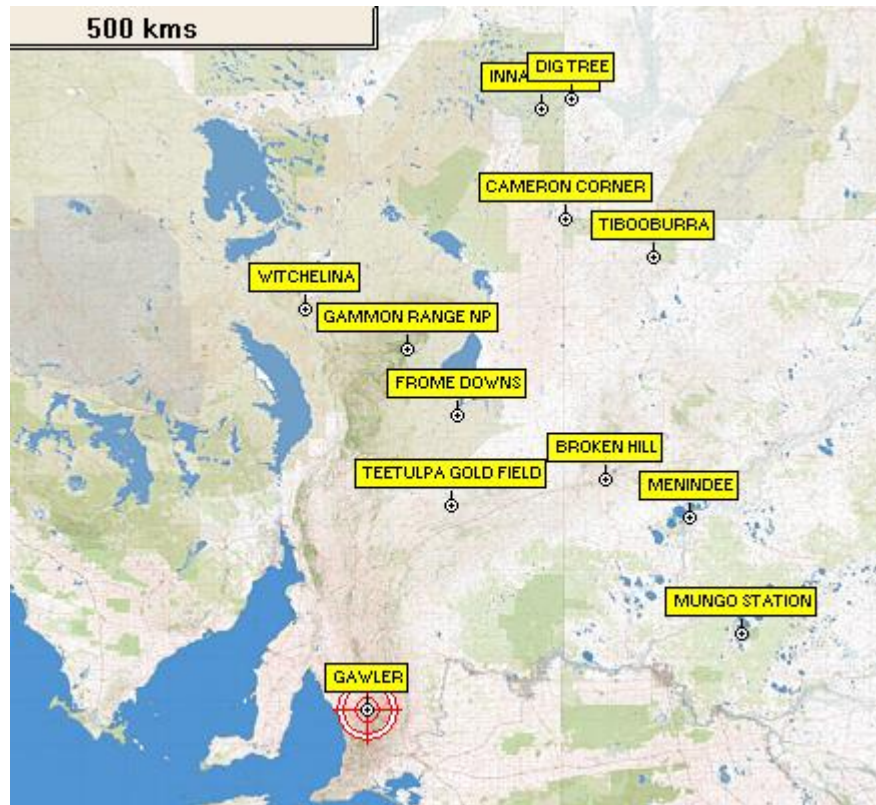 500 kms
DIG TREE
INNA
CAMERON CORNER
TIBOOBURRA
WITCHELINA
GAMMON RANGE NP
FROME DOWNS
BROKEN HILL
TEETULPA GOLD FIELD
MENINDEE
MUNGO STATION
GAWLER